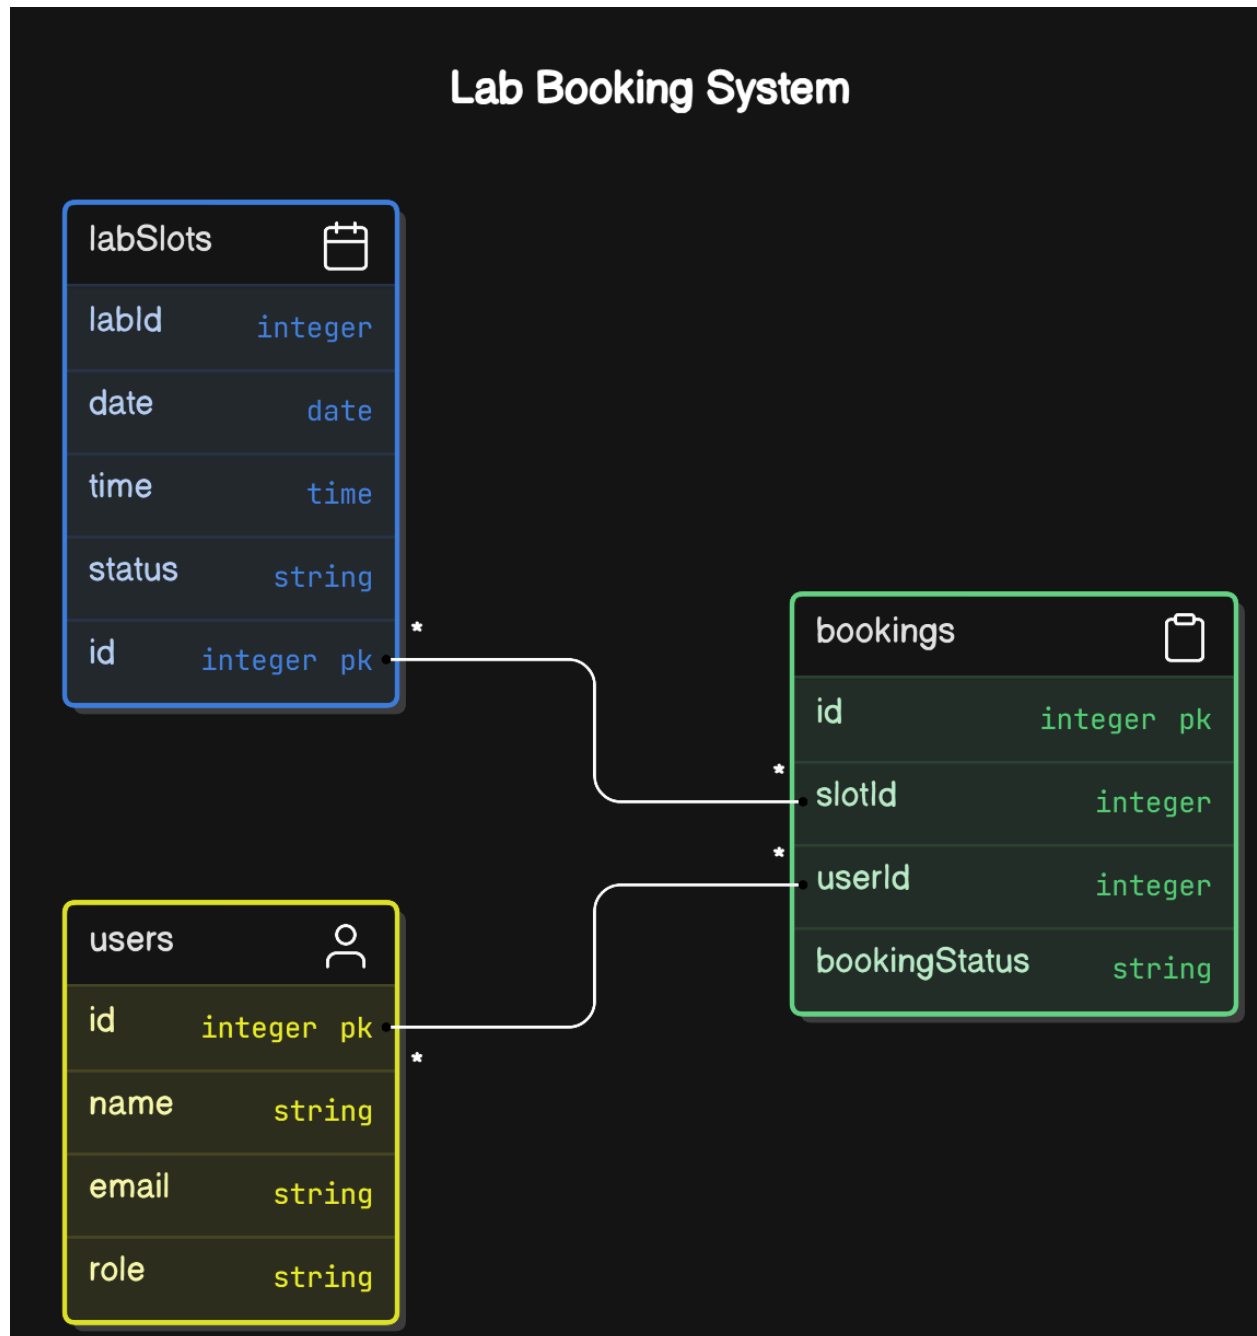 Lab Booking System
labSlots
labId integer
date date
time time
status string
id integer pk
*
bookings
id integer pk
*
slotId integer
*
userId integer
bookingStatus string
users
id integer pk
*
name string
email string
role string